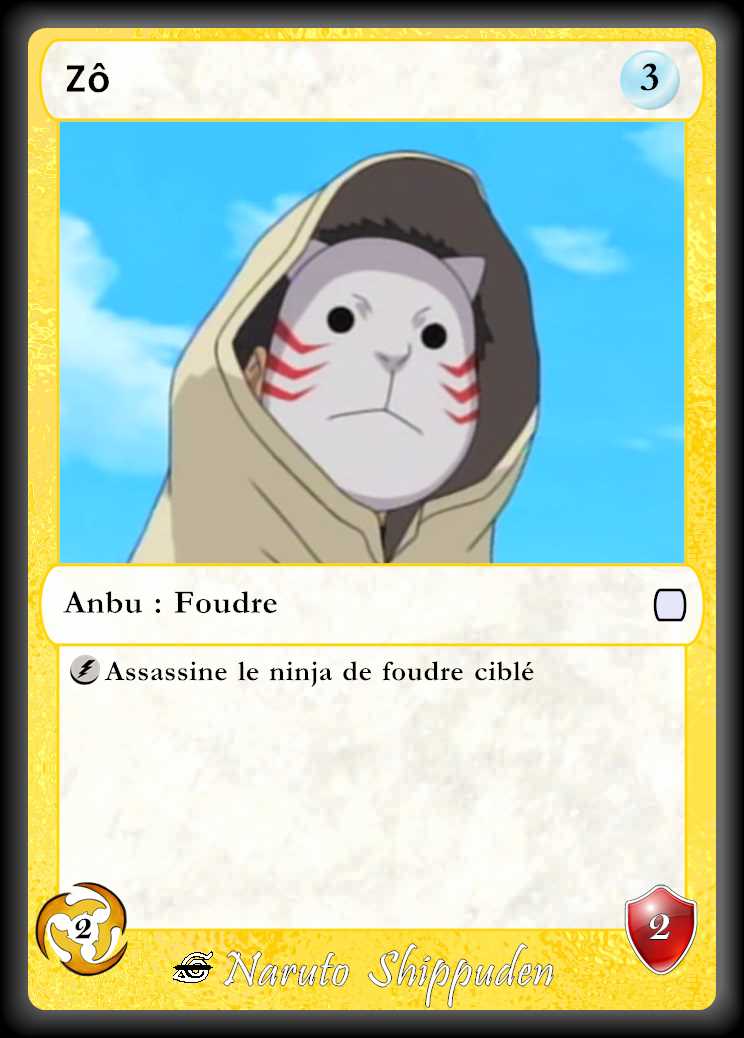 Zô
3
Anbu : Foudre
Assassine le ninja de foudre ciblé
2
2
Naruto Shippuden